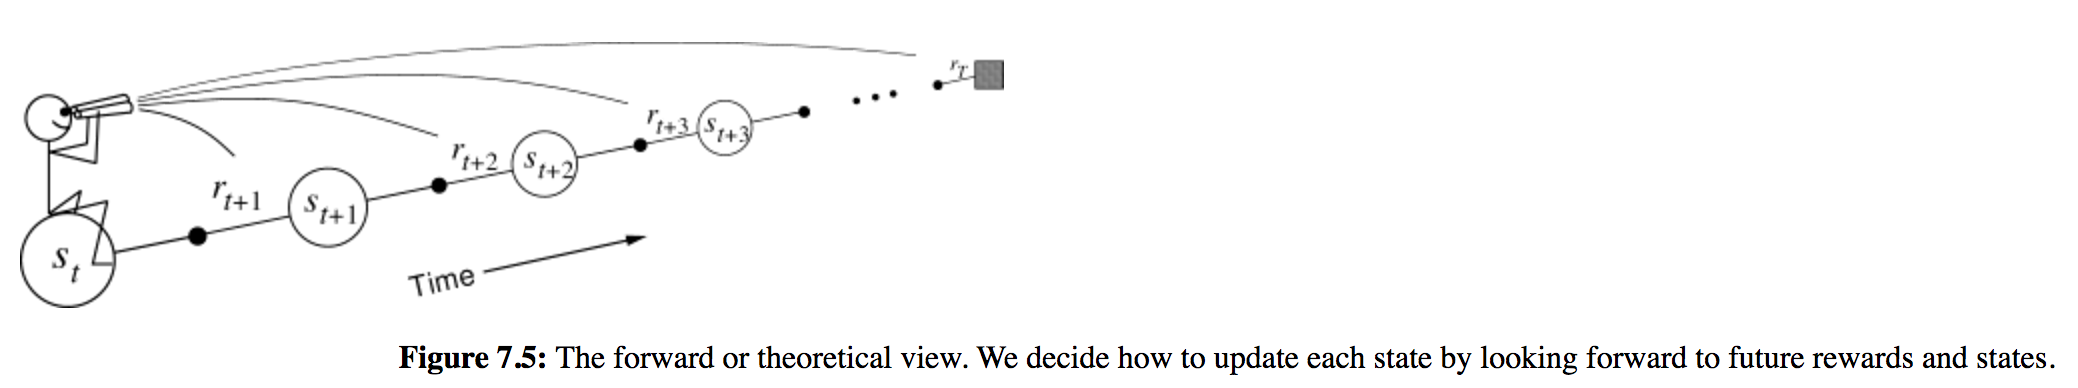 r_T
r_{t+3} s_{t+3}
r_{t+2} s_{t+2}
r_{t+1} s_{t+1}
s_t
Time
Figure 7.5: The forward or theoretical view. We decide how to update each state by looking forward to future rewards and states.